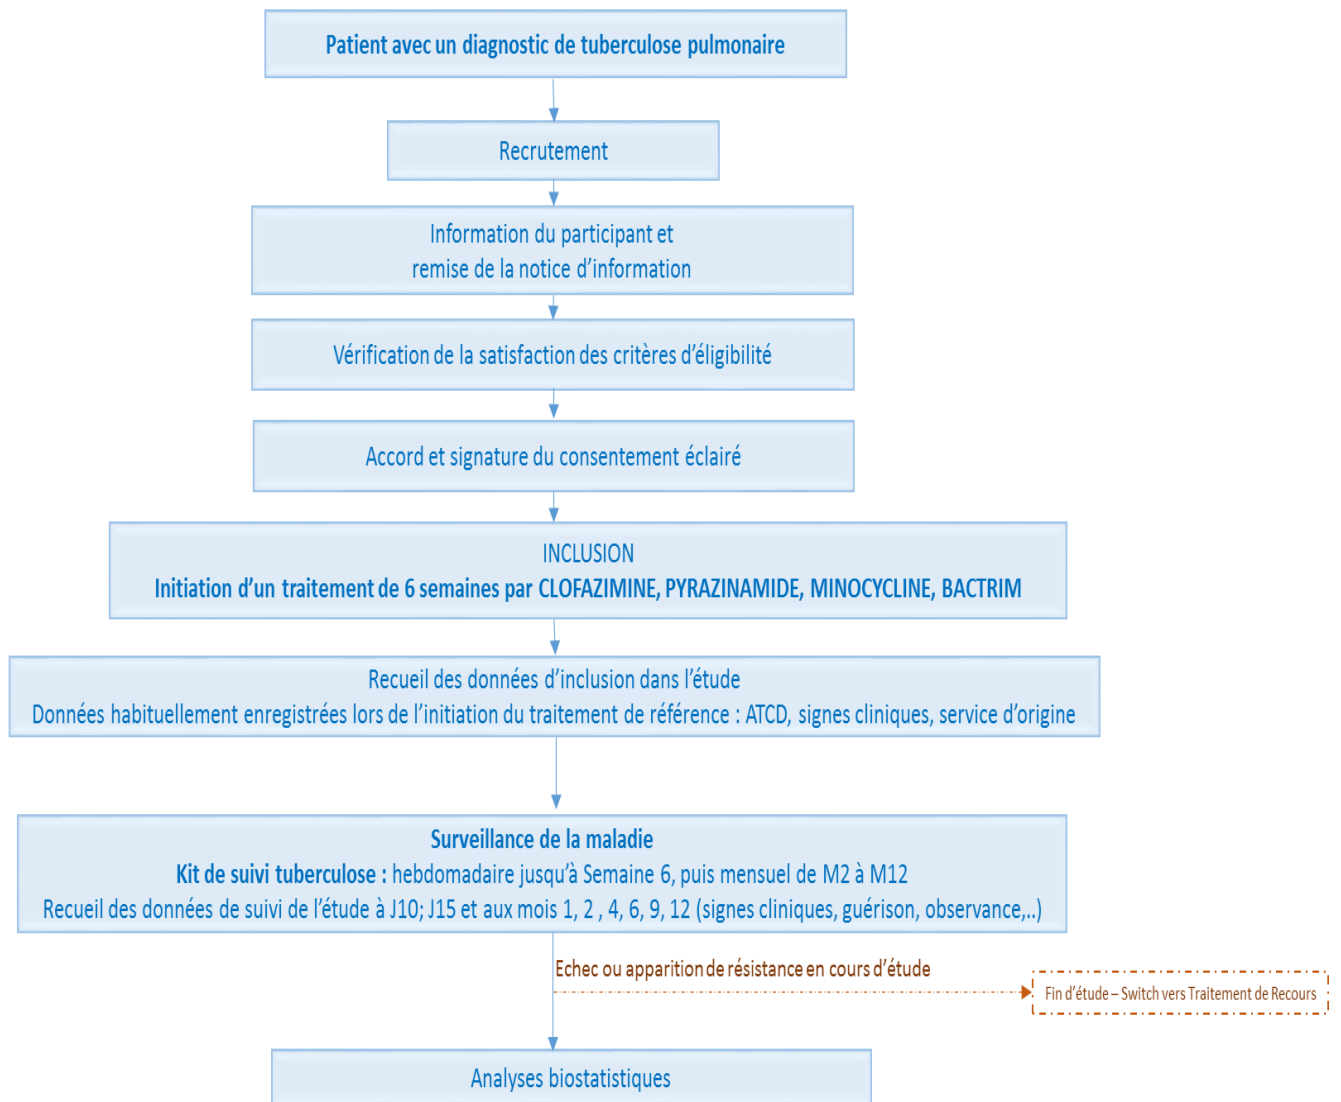 Patient avec un diagnostic de tuberculose pulmonaire
Recrutement
Information du participant et
remise de la notice d’information
Vérification de la satisfaction des critères d’éligibilité
Accord et signature du consentement éclairé
INCLUSION
Initiation d’un traitement de 6 semaines par CLOFAZIMINE, PYRAZINAMIDE, MINOCYCLINE, BACTRIM
Recueil des données d’inclusion dans l’étude
Données habituellement enregistrées lors de l’initiation du traitement de référence : ATCD, signes cliniques, service d’origine
Surveillance de la maladie
Kit de suivi tuberculose : hebdomadaire jusqu’à Semaine 6, puis mensuel de M2 à M12
Recueil des données de suivi de l’étude à J10; J15 et aux mois 1, 2 , 4, 6, 9, 12 (signes cliniques, guérison, observance,..)
Echec ou apparition de résistance en cours d’étude
Fin d’étude – Switch vers Traitement de Recours
Analyses biostatistiques